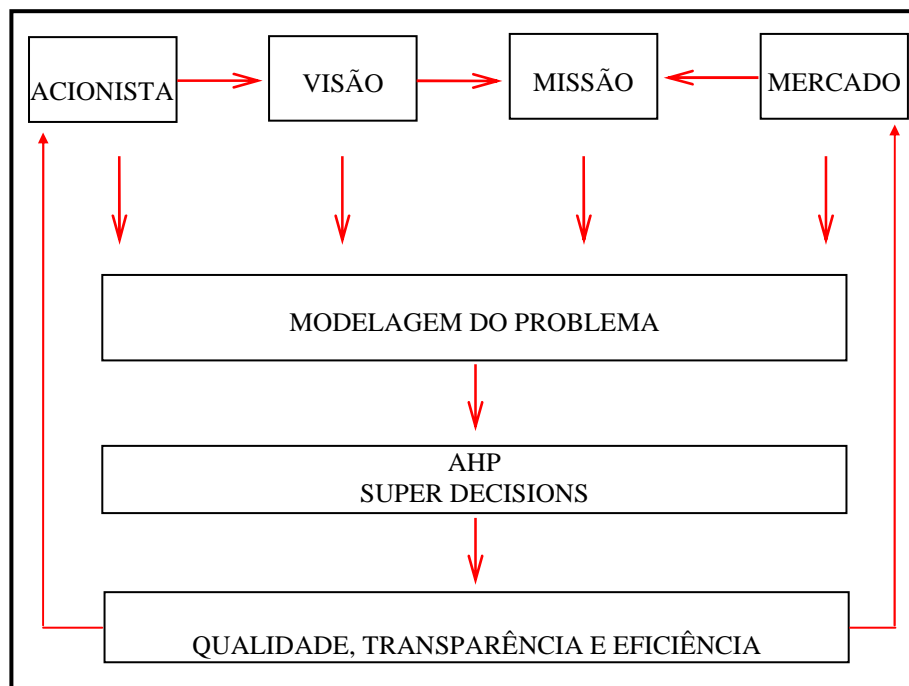 ACIONISTA
VISÃO
MISSÃO
MERCADO
MODELAGEM DO PROBLEMA
AHP
SUPER DECISIONS
QUALIDADE, TRANSPARÊNCIA E EFICIÊNCIA